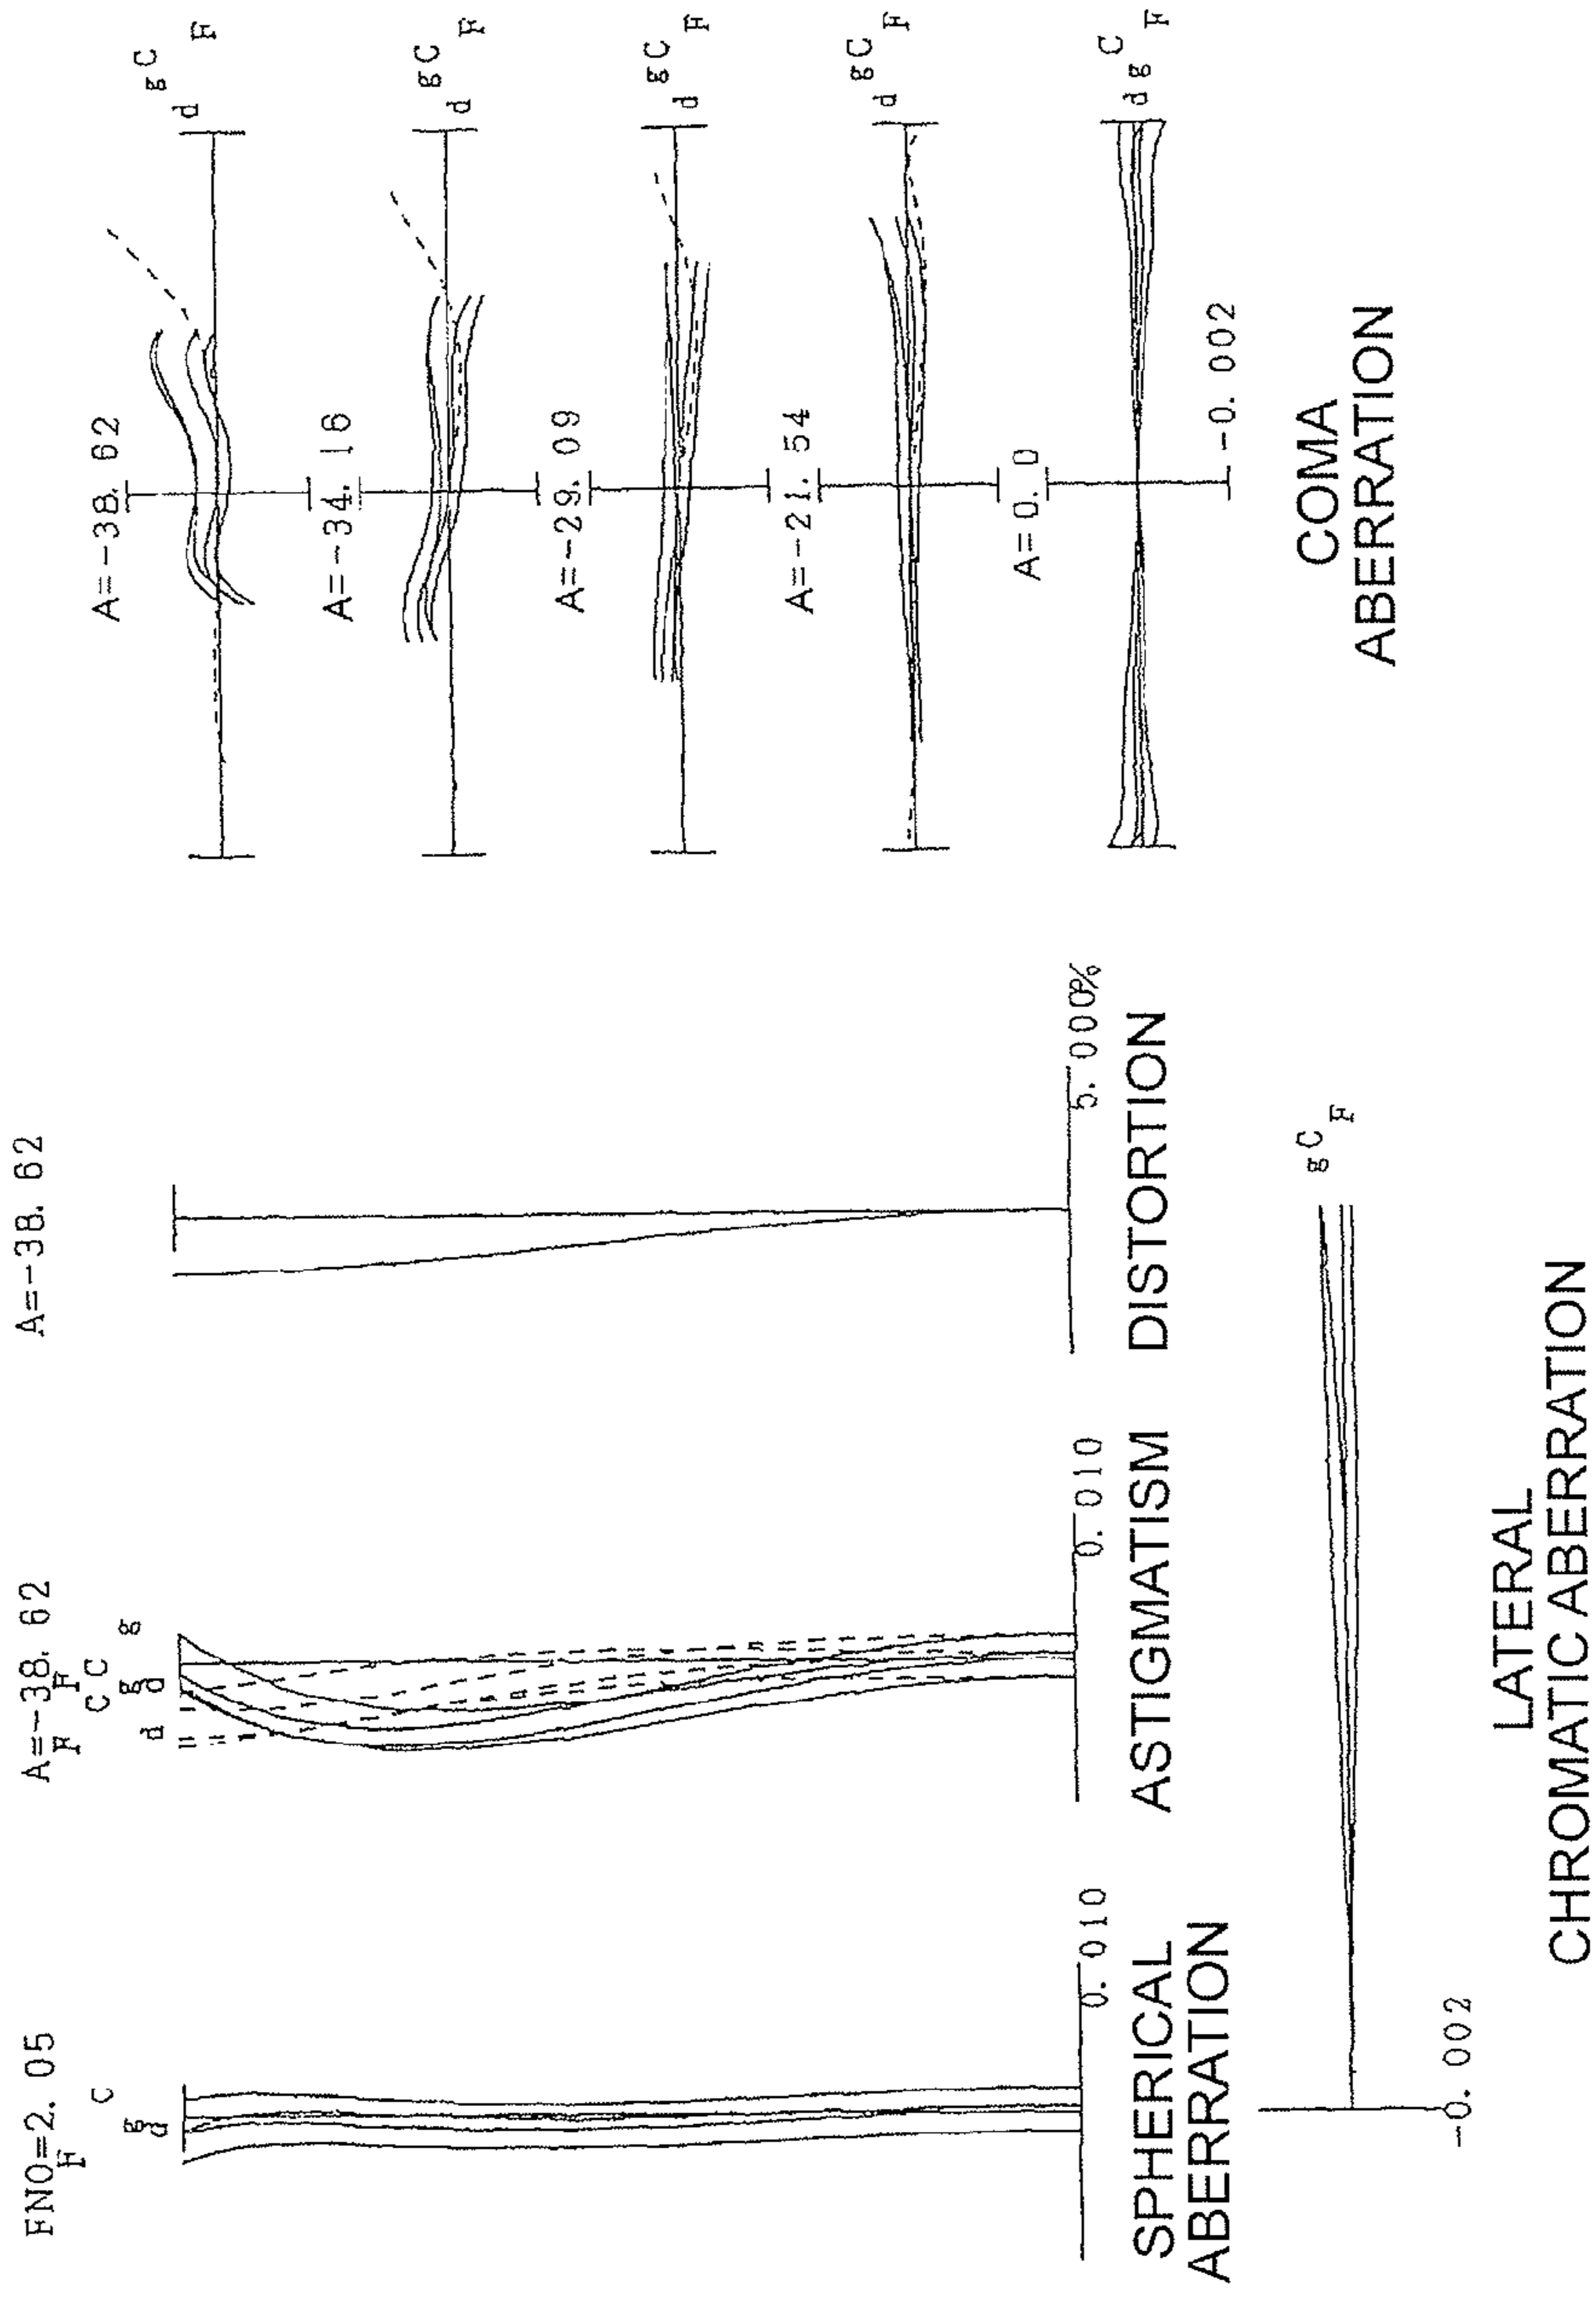 FNO=2. 05
F
g
C
d
0. 010
SPHERICAL
ABERRATION
A=-38. 62
F
F
C
C
d
g
d
g
0. 010
ASTIGMATISM
A=-38. 62
5. 000%
DISTORTION
g
C
F
-0. 002
LATERAL
CHROMATIC ABERRATION
A=-38. 62
d
g
C
F
A=-34. 16
d
g
C
F
A=-29. 09
d
g
C
F
A=-21. 54
d
g
C
F
A=0. 0
d
g
C
F
-0. 002
COMA
ABERRATION